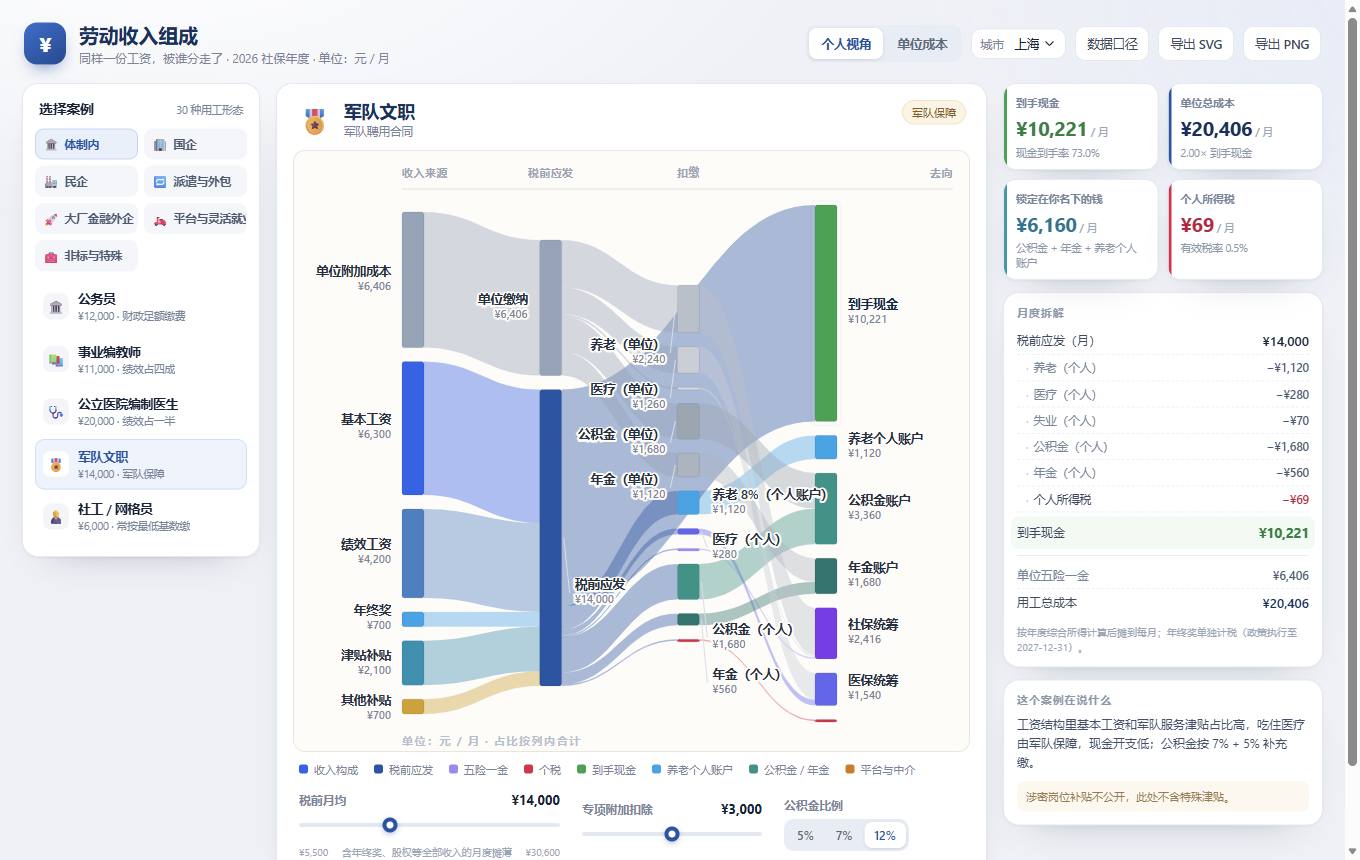 ¥
劳动收入组成
同样一份工资，被谁分走了 · 2026 社保年度 · 单位：元 / 月
个人视角
单位成本
城市 上海
数据口径
导出 SVG
导出 PNG
选择案例
30 种用工形态
体制内
国企
民企
派遣与外包
大厂金融外企
平台与灵活就业
非标与特殊
公务员
¥12,000 · 财政足额缴费
事业编教师
¥11,000 · 绩效占四成
公立医院编制医生
¥20,000 · 绩效占一半
军队文职
¥14,000 · 军队保障
社工 / 网格员
¥6,000 · 常按最低基数缴
军队文职
军队聘用合同
军队保障
收入来源
税前应发
扣缴
去向
单位附加成本
¥6,406
基本工资
¥6,300
绩效工资
¥4,200
年终奖
¥700
津贴补贴
¥2,100
其他补贴
¥700
单位缴纳
¥6,406
税前应发
¥14,000
养老（单位）
¥2,240
医疗（单位）
¥1,260
公积金（单位）
¥1,680
年金（单位）
¥1,120
养老 8%（个人账户）
¥1,120
医疗（个人）
¥280
公积金（个人）
¥1,680
年金（个人）
¥560
到手现金
¥10,221
养老个人账户
¥1,120
公积金账户
¥3,360
年金账户
¥1,680
社保统筹
¥2,416
医保统筹
¥1,540
单位：元 / 月 · 占比按列内合计
收入构成
税前应发
五险一金
个税
到手现金
养老个人账户
公积金 / 年金
平台与中介
税前月均
¥14,000
¥5,500
含年终奖、股权等全部收入的月度摊薄
¥30,600
专项附加扣除
¥3,000
公积金比例
5%
7%
12%
到手现金
¥10,221 / 月
现金到手率 73.0%
单位总成本
¥20,406 / 月
2.00× 到手现金
锁定在你名下的钱
¥6,160 / 月
公积金 + 年金 + 养老个人
账户
个人所得税
¥69 / 月
有效税率 0.5%
月度拆解
税前应发（月） ¥14,000
· 养老（个人） −¥1,120
· 医疗（个人） −¥280
· 失业（个人） −¥70
· 公积金（个人） −¥1,680
· 年金（个人） −¥560
· 个人所得税 −¥69
到手现金 ¥10,221
单位五险一金 ¥6,406
用工总成本 ¥20,406
按年度综合所得计算后摊到每月；年终奖单独计税（政策执行至
2027-12-31）。
这个案例在说什么
工资结构里基本工资和军队服务津贴占比高，吃住医疗
由军队保障，现金开支低；公积金按 7% + 5% 补充
缴。
涉密岗位补贴不公开，此处不含特殊津贴。